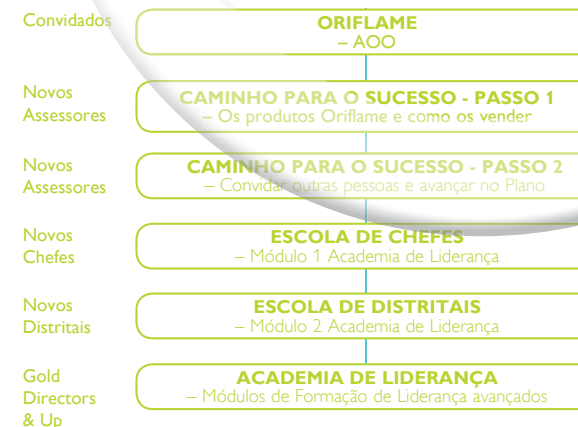 Convidados
ORIFLAME
– AOO
Novos
Assessores
CAMINHO PARA O SUCESSO - PASSO 1
– Os produtos Oriflame e como os vender
Novos
Assessores
CAMINHO PARA O SUCESSO - PASSO 2
– Convidar outras pessoas e avançar no Plano
Novos
Chefes
ESCOLA DE CHEFES
– Módulo 1 Academia de Liderança
Novos
Distritais
ESCOLA DE DISTRITAIS
– Módulo 2 Academia de Liderança
Gold
Directors
& Up
ACADEMIA DE LIDERANÇA
– Módulos de Formação de Liderança avançados